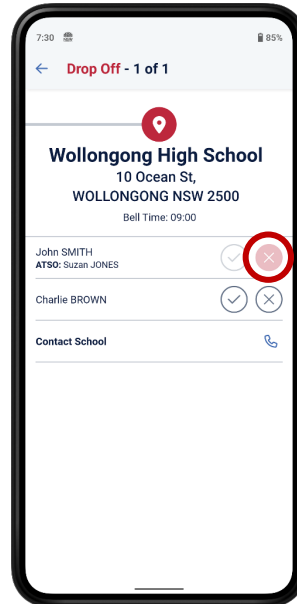 7:30 85%
Drop Off - 1 of 1
Wollongong High School
10 Ocean St,
WOLLONGONG NSW 2500
Bell Time: 09:00
John SMITH
ATSO: Suzan JONES
Charlie BROWN
Contact School